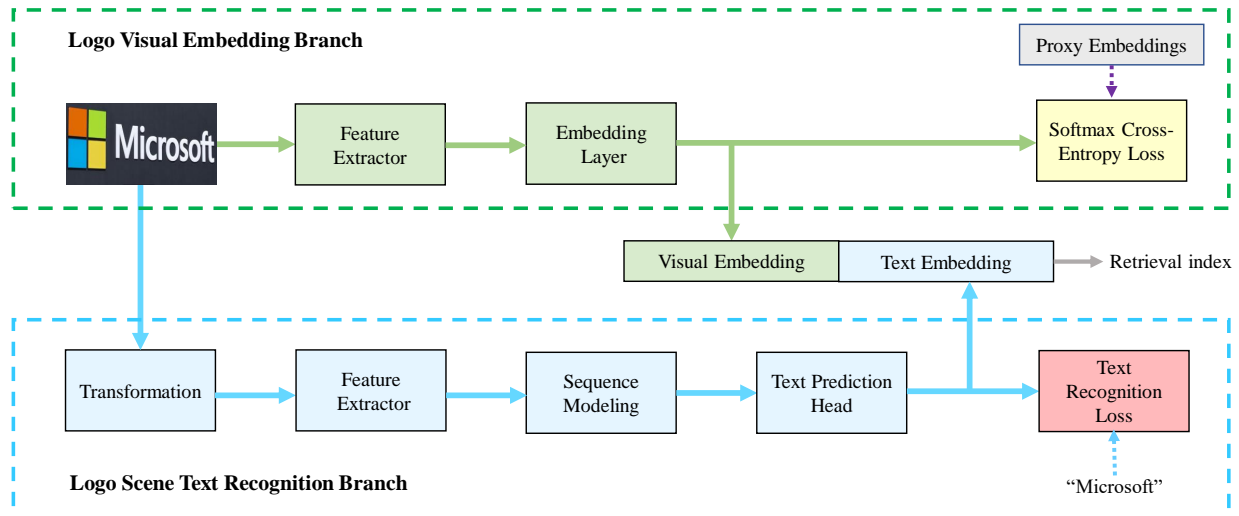 Logo Visual Embedding Branch
Proxy Embeddings
Microsoft
Feature
Extractor
Embedding
Layer
Softmax Cross-
Entropy Loss
Visual Embedding
Text Embedding
Retrieval index
Transformation
Feature
Extractor
Sequence
Modeling
Text Prediction
Head
Text
Recognition
Loss
Logo Scene Text Recognition Branch
“Microsoft”